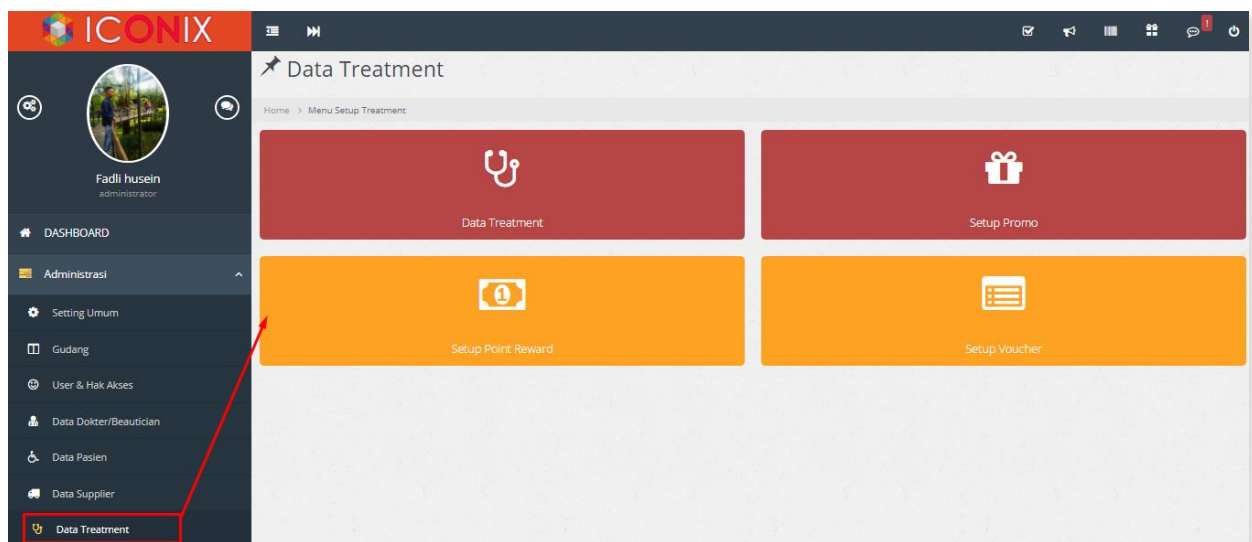 ICONIX
!
Data Treatment
Home > Menu Setup Treatment
Fadli husein
administrator
DASHBOARD
Administrasi
Setting Umum
Gudang
User & Hak Akses
Data Dokter/Beautician
Data Pasien
Data Supplier
Data Treatment
Data Treatment
Setup Promo
1
Setup Point Reward
Setup Voucher